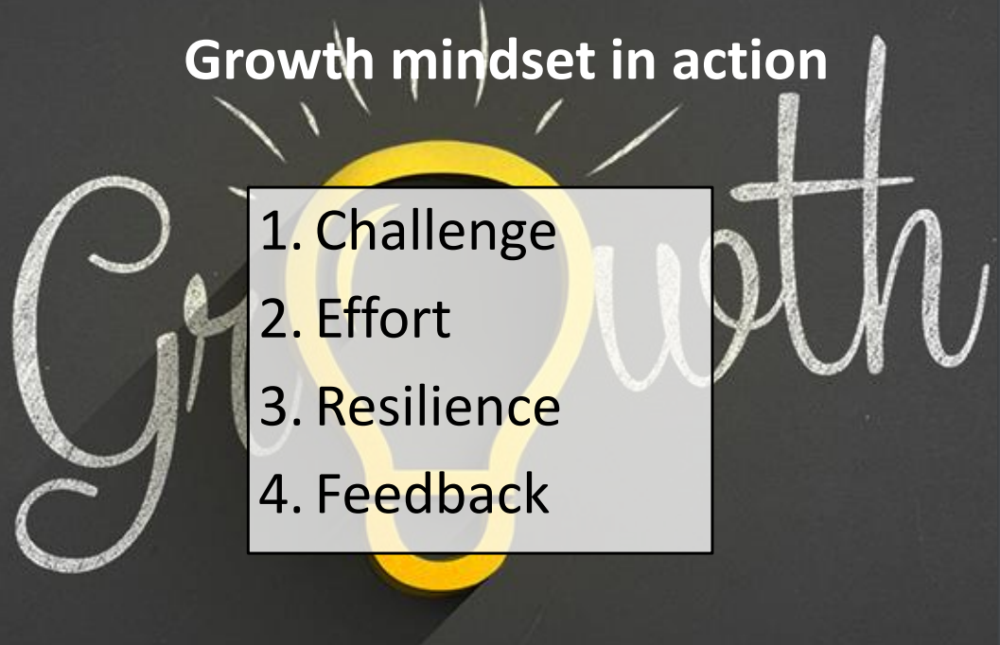 Growth mindset in action
Growth
1. Challenge
2. Effort
3. Resilience
4. Feedback